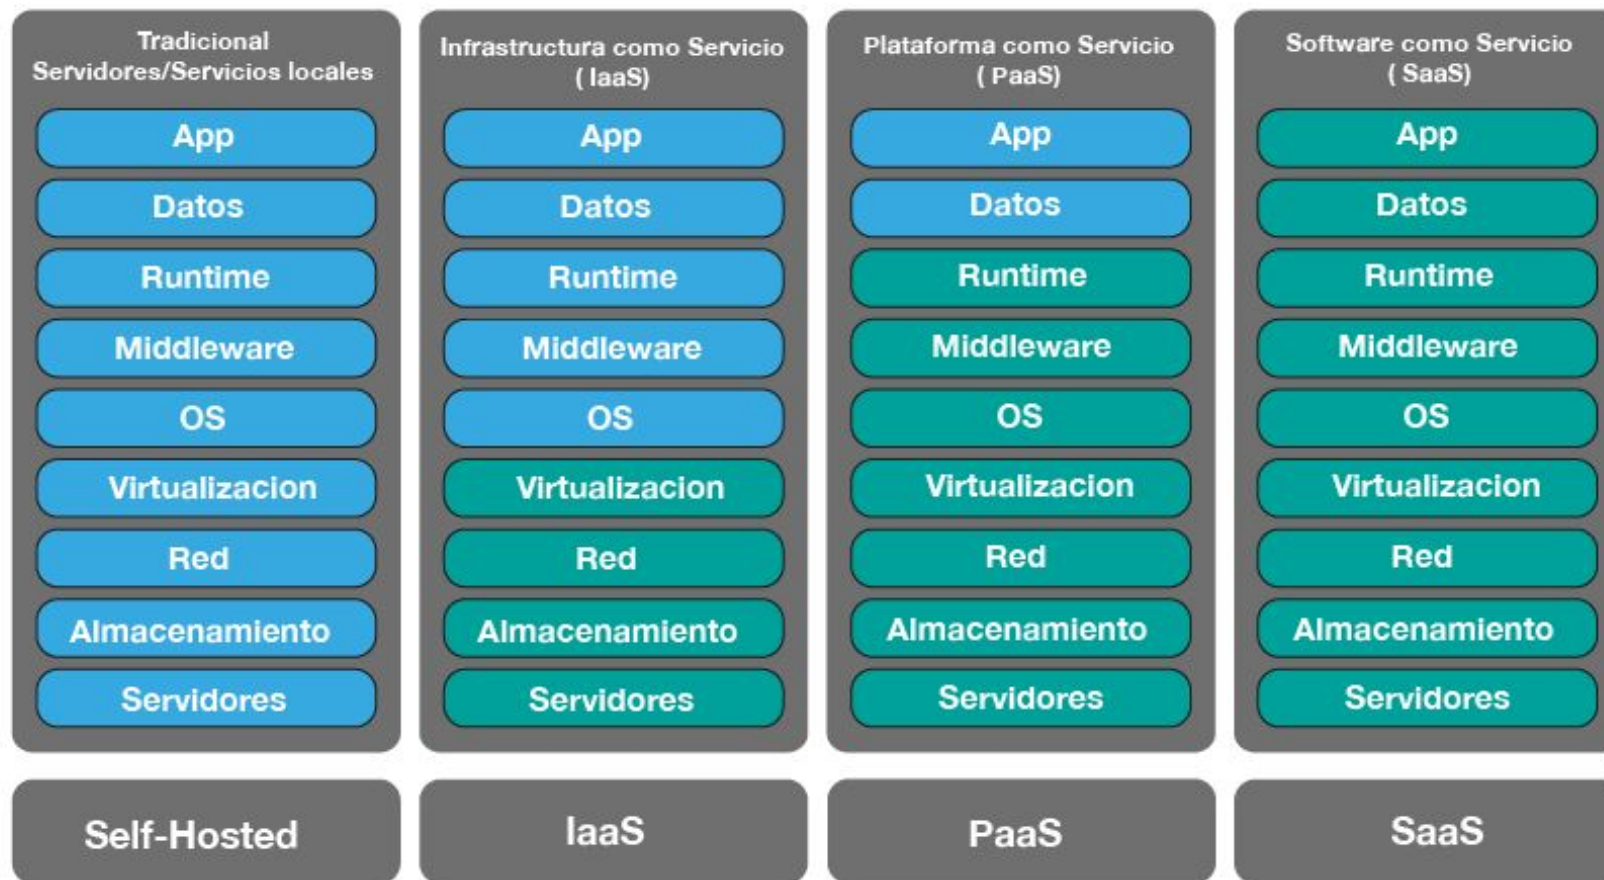 Tradicional
Servidores/Servicios locales
App
Datos
Runtime
Middleware
OS
Virtualizacion
Red
Almacenamiento
Servidores
Self-Hosted
Infrastructura como Servicio
( IaaS)
App
Datos
Runtime
Middleware
OS
Virtualizacion
Red
Almacenamiento
Servidores
IaaS
Plataforma como Servicio
( PaaS)
App
Datos
Runtime
Middleware
OS
Virtualizacion
Red
Almacenamiento
Servidores
PaaS
Software como Servicio
( SaaS)
App
Datos
Runtime
Middleware
OS
Virtualizacion
Red
Almacenamiento
Servidores
SaaS